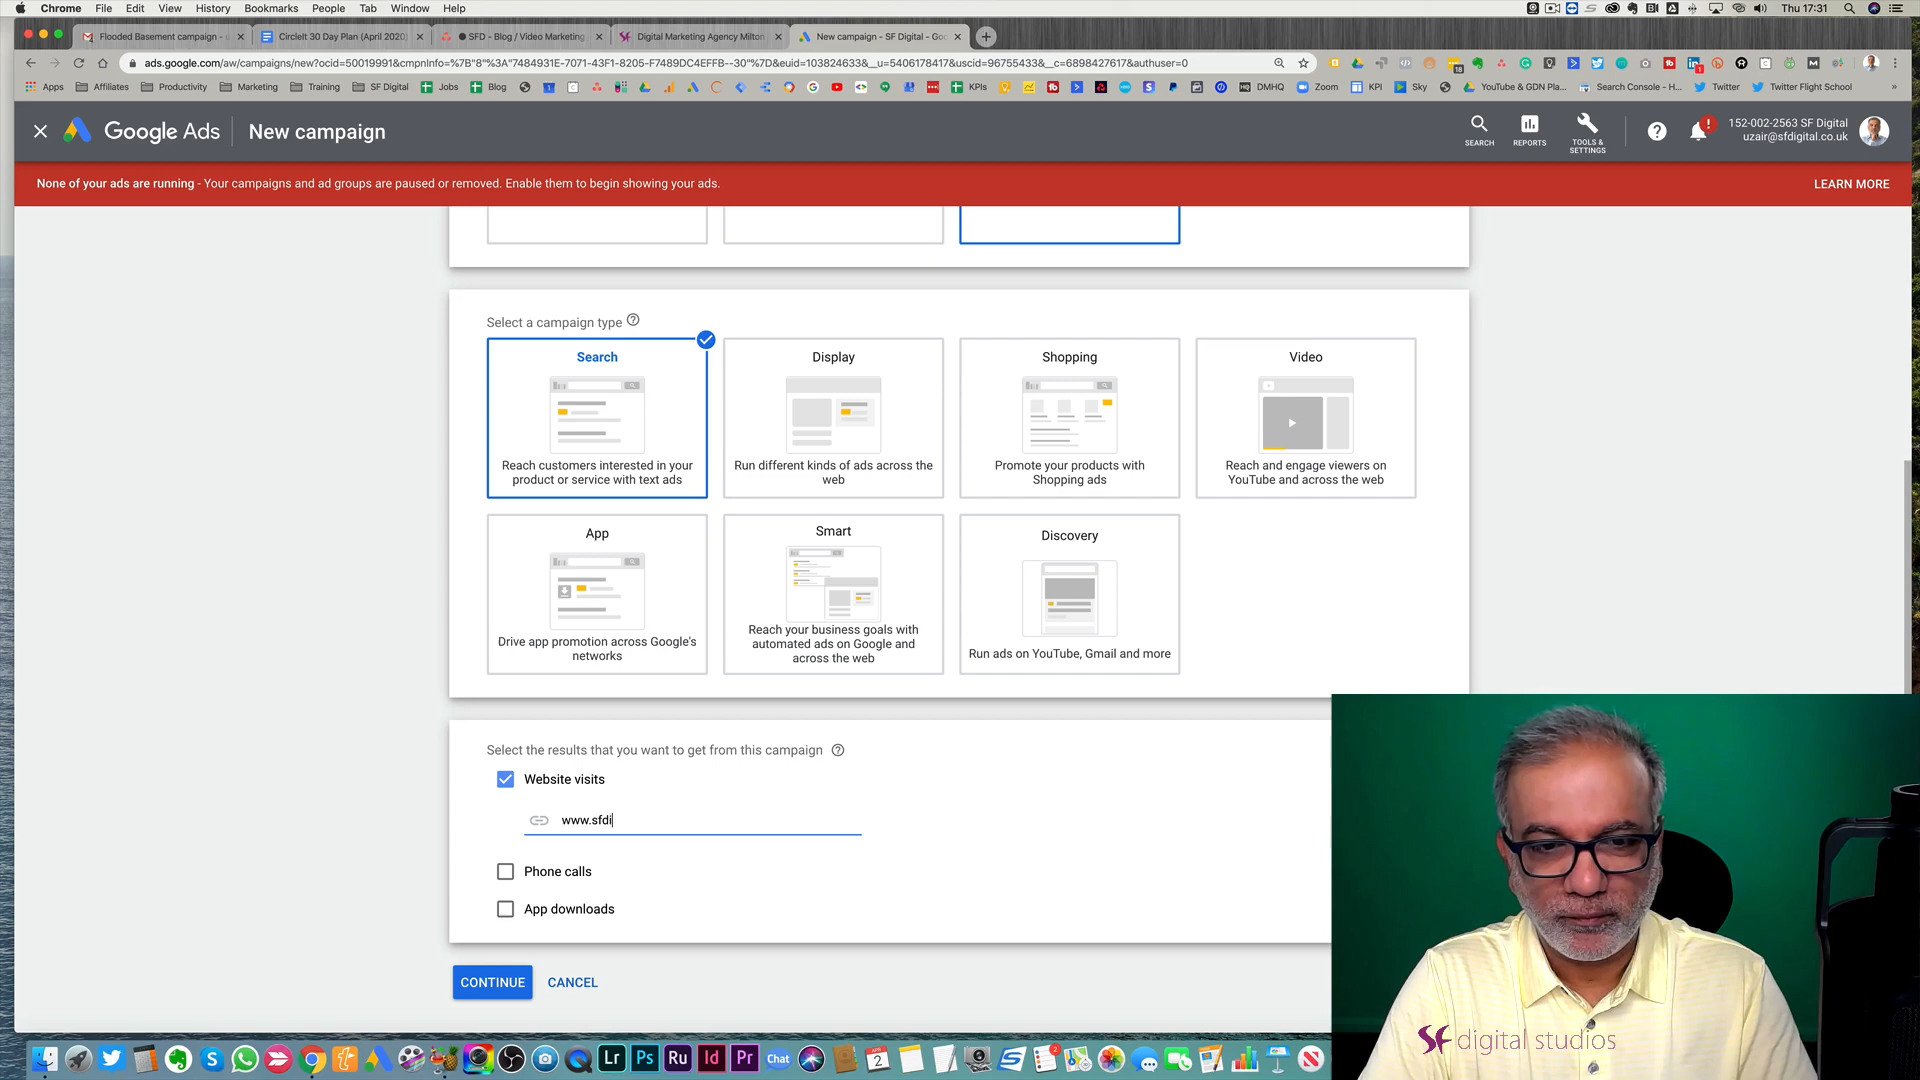 Chrome File Edit View History Bookmarks People Tab Window Help Thu 17:31
Flooded Basement campaign - CircleIt 30 Day Plan (April 2020) SFD - Blog / Video Marketing Digital Marketing Agency Milton New campaign - SF Digital - Goo
ads.google.com/aw/campaigns/new?ocid=50019991&cmpnInfo=%7B"8"%3A"7484931E-7071-43F1-8205-F7489DC4EFFB--30"%7D&euid=103824633&__u=5406178417&uscid=96755433&__c=6898427617&authuser=0
Apps Affiliates Productivity Marketing Training SF Digital Jobs Blog KPIs DMHQ Zoom KPI Sky YouTube & GDN Pla... Search Console - H... Twitter Twitter Flight School
Google Ads New campaign
SEARCH REPORTS TOOLS & SETTINGS
152-002-2563 SF Digital
uzair@sfdigital.co.uk
None of your ads are running - Your campaigns and ad groups are paused or removed. Enable them to begin showing your ads. LEARN MORE
Select a campaign type
Search
Reach customers interested in your
product or service with text ads
Display
Run different kinds of ads across the
web
Shopping
Promote your products with
Shopping ads
Video
Reach and engage viewers on
YouTube and across the web
App
Drive app promotion across Google's
networks
Smart
Reach your business goals with
automated ads on Google and
across the web
Discovery
Run ads on YouTube, Gmail and more
Select the results that you want to get from this campaign
Website visits
www.sfdi
Phone calls
App downloads
CONTINUE CANCEL
SF digital studios
Lr Ps Ru Id Pr Chat